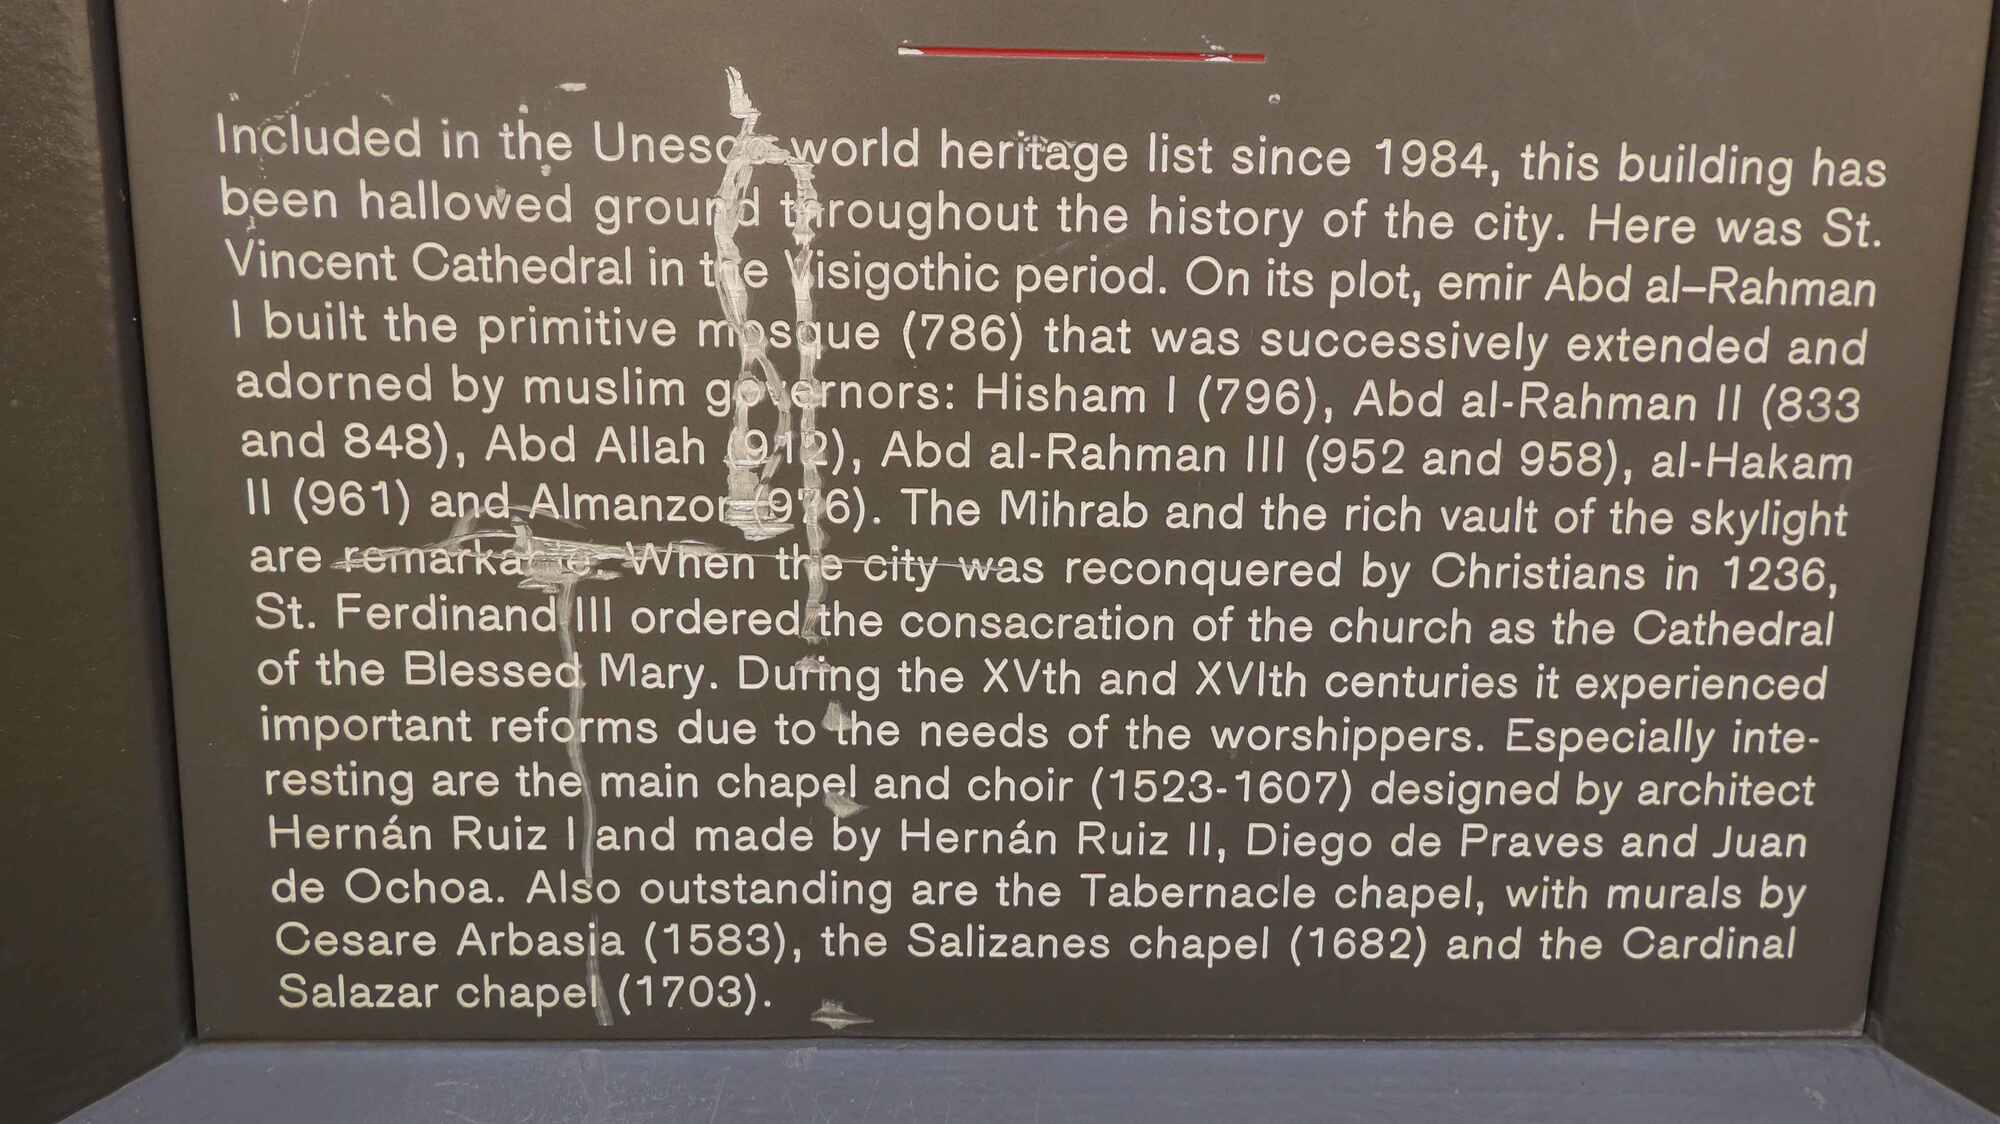 Included in the Unesco world heritage list since 1984, this building has
been hallowed ground throughout the history of the city. Here was St.
Vincent Cathedral in the Visigothic period. On its plot, emir Abd al–Rahman
I built the primitive mosque (786) that was successively extended and
adorned by muslim governors: Hisham I (796), Abd al-Rahman II (833
and 848), Abd Allah (912), Abd al-Rahman III (952 and 958), al-Hakam
II (961) and Almanzor (976). The Mihrab and the rich vault of the skylight
are remarkable. When the city was reconquered by Christians in 1236,
St. Ferdinand III ordered the consacration of the church as the Cathedral
of the Blessed Mary. During the XVth and XVIth centuries it experienced
important reforms due to the needs of the worshippers. Especially inte-
resting are the main chapel and choir (1523-1607) designed by architect
Hernán Ruiz I and made by Hernán Ruiz II, Diego de Praves and Juan
de Ochoa. Also outstanding are the Tabernacle chapel, with murals by
Cesare Arbasia (1583), the Salizanes chapel (1682) and the Cardinal
Salazar chapel (1703).